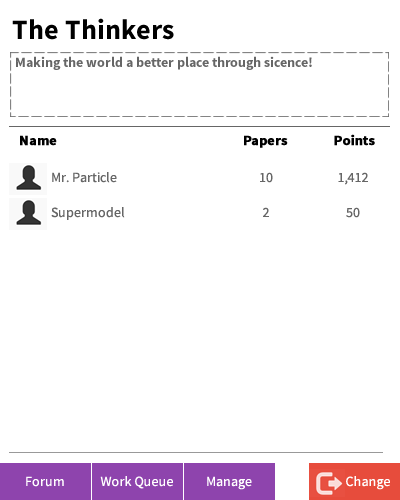 The Thinkers
Making the world a better place through sicence!
Name Papers Points
Mr. Particle 10 1,412
Supermodel 2 50
Forum Work Queue Manage Change